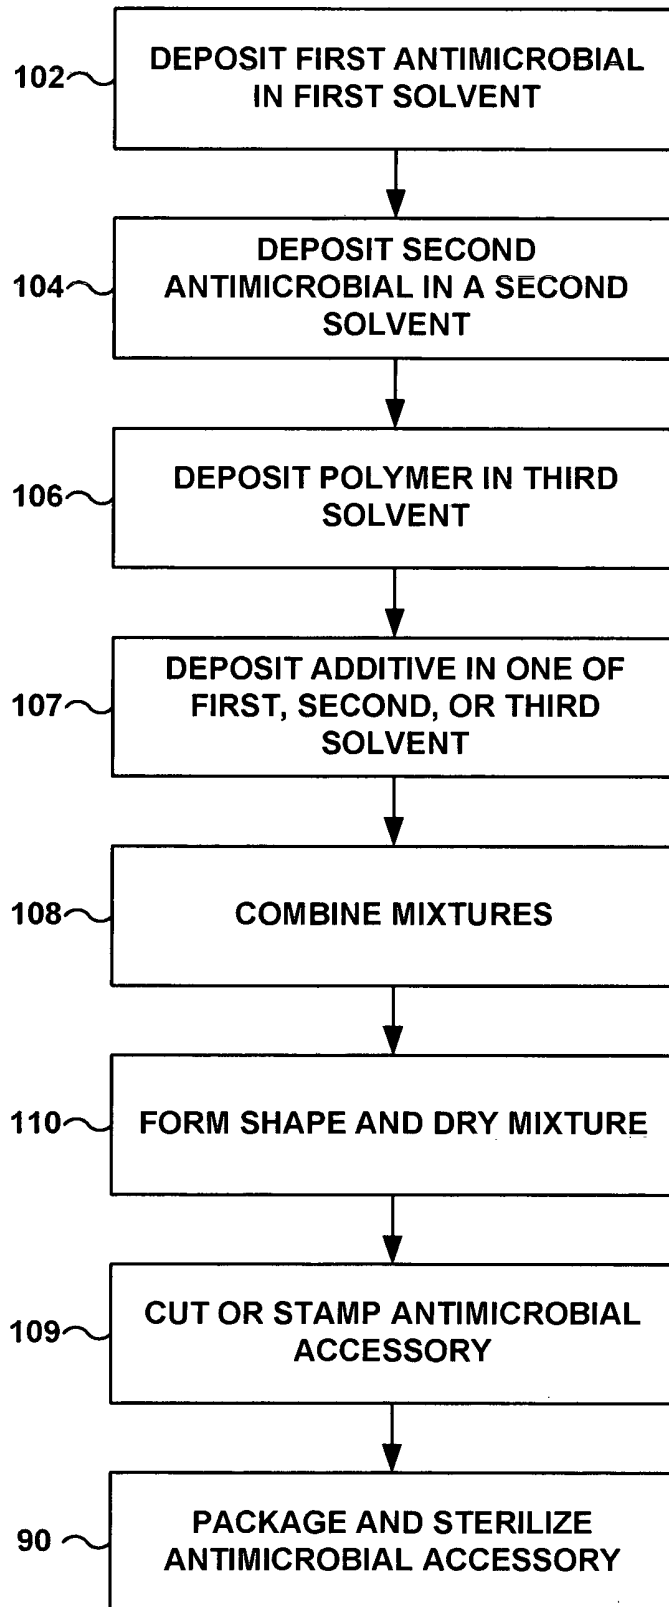 102
DEPOSIT FIRST ANTIMICROBIAL
IN FIRST SOLVENT
104
DEPOSIT SECOND
ANTIMICROBIAL IN A SECOND
SOLVENT
106
DEPOSIT POLYMER IN THIRD
SOLVENT
107
DEPOSIT ADDITIVE IN ONE OF
FIRST, SECOND, OR THIRD
SOLVENT
108
COMBINE MIXTURES
110
FORM SHAPE AND DRY MIXTURE
109
CUT OR STAMP ANTIMICROBIAL
ACCESSORY
90
PACKAGE AND STERILIZE
ANTIMICROBIAL ACCESSORY